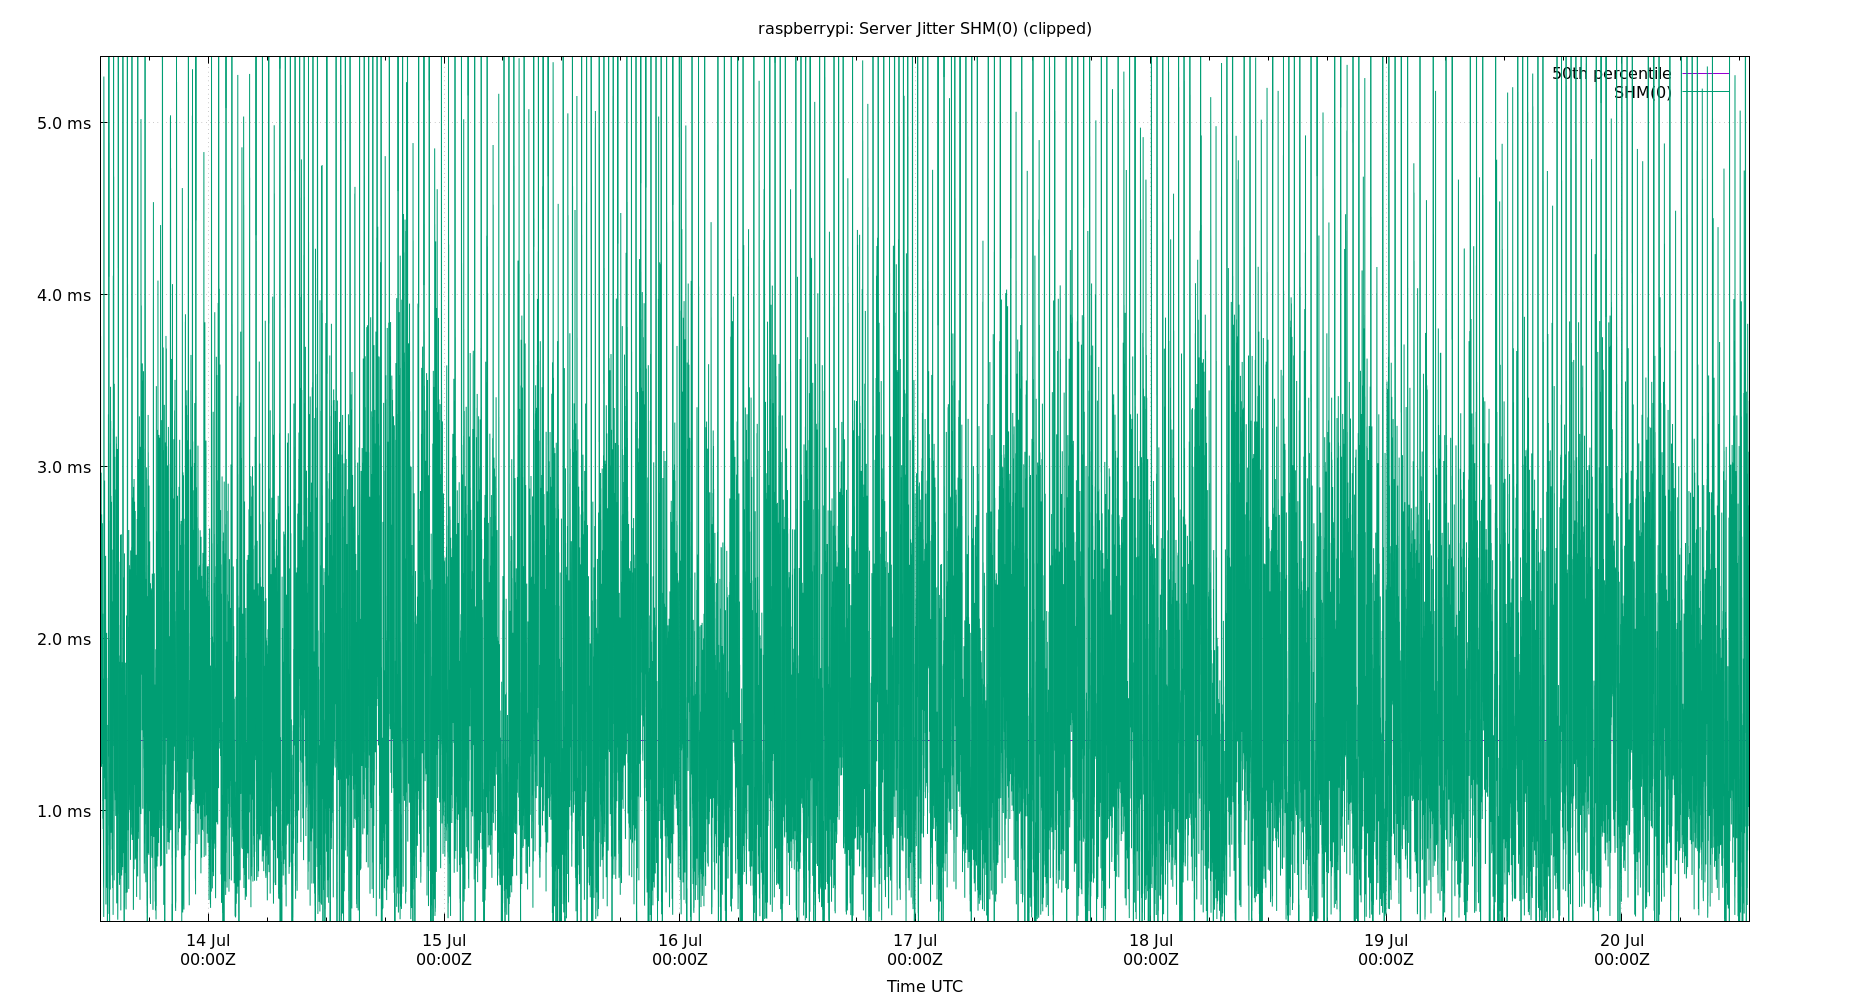 raspberrypi: Server Jitter SHM(0) (clipped)
50th percentile
SHM(0)
5.0 ms
4.0 ms
3.0 ms
2.0 ms
1.0 ms
14 Jul 15 Jul 16 Jul 17 Jul 18 Jul 19 Jul 20 Jul
00:00Z 00:00Z 00:00Z 00:00Z 00:00Z 00:00Z 00:00Z
Time UTC